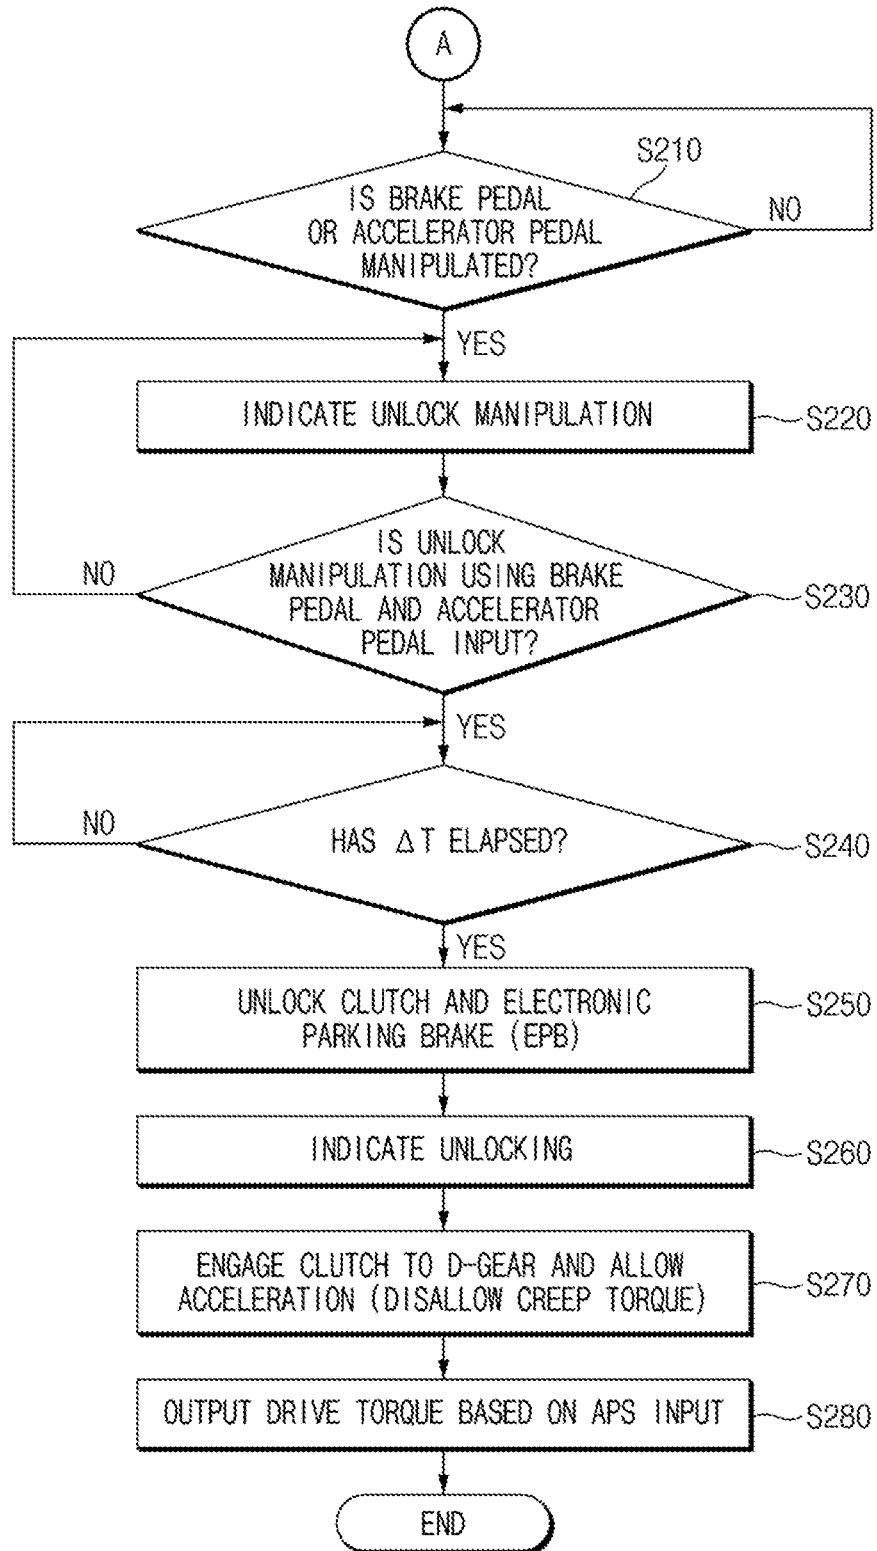 A
S210
IS BRAKE PEDAL
OR ACCELERATOR PEDAL
MANIPULATED?
NO
YES
INDICATE UNLOCK MANIPULATION
S220
IS UNLOCK
MANIPULATION USING BRAKE
PEDAL AND ACCELERATOR
PEDAL INPUT?
NO
S230
YES
HAS ΔT ELAPSED?
NO
S240
YES
UNLOCK CLUTCH AND ELECTRONIC
PARKING BRAKE (EPB)
S250
INDICATE UNLOCKING
S260
ENGAGE CLUTCH TO D-GEAR AND ALLOW
ACCELERATION (DISALLOW CREEP TORQUE)
S270
OUTPUT DRIVE TORQUE BASED ON APS INPUT
S280
END